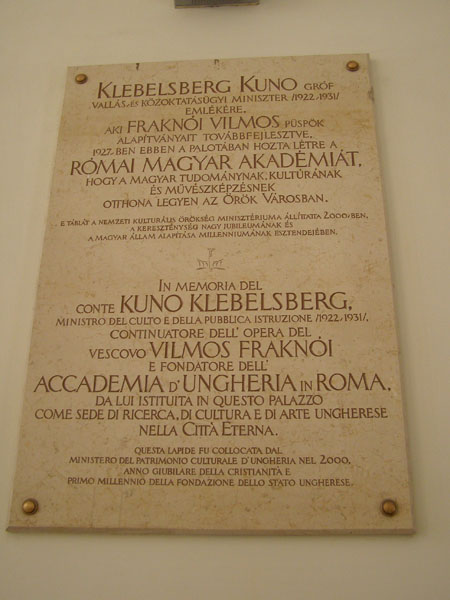 KLEBELSBERG KUNO GRÓF
VALLÁS- ÉS KÖZOKTATÁSÜGYI MINISZTER /1922-1931/
EMLÉKÉRE,
AKI FRAKNÓI VILMOS PÜSPÖK
ALAPÍTVÁNYAIT TOVÁBBFEJLESZTVE,
1927-BEN EBBEN A PALOTÁBAN HOZTA LÉTRE A
RÓMAI MAGYAR AKADÉMIÁT,
HOGY A MAGYAR TUDOMÁNYNAK, KULTÚRÁNAK
ÉS MŰVÉSZKÉPZÉSNEK
OTTHONA LEGYEN AZ ÖRÖK VÁROSBAN.
E TÁBLÁT A NEMZETI KULTURÁLIS ÖRÖKSÉG MINISZTÉRIUMA ÁLLÍTATTA 2000-BEN,
A KERESZTÉNYSÉG NAGY JUBILEUMÁNAK ÉS
A MAGYAR ÁLLAM ALAPÍTÁSA MILLENNIUMÁNAK ESZTENDEJÉBEN.
IN MEMORIA DEL
CONTE KUNO KLEBELSBERG,
MINISTRO DEL CULTO E DELLA PUBBLICA ISTRUZIONE /1922-1931/,
CONTINUATORE DELL' OPERA DEL
VESCOVO VILMOS FRAKNÓI
E FONDATORE DELL'
ACCADEMIA D'UNGHERIA IN ROMA,
DA LUI ISTITUITA IN QUESTO PALAZZO
COME SEDE DI RICERCA, DI CULTURA E DI ARTE UNGHERESE
NELLA CITTÀ ETERNA.
QUESTA LAPIDE FU COLLOCATA DAL
MINISTERO DEL PATRIMONIO CULTURALE D'UNGHERIA NEL 2000,
ANNO GIUBILARE DELLA CRISTIANITÀ E
PRIMO MILLENNIO DELLA FONDAZIONE DELLO STATO UNGHERESE.